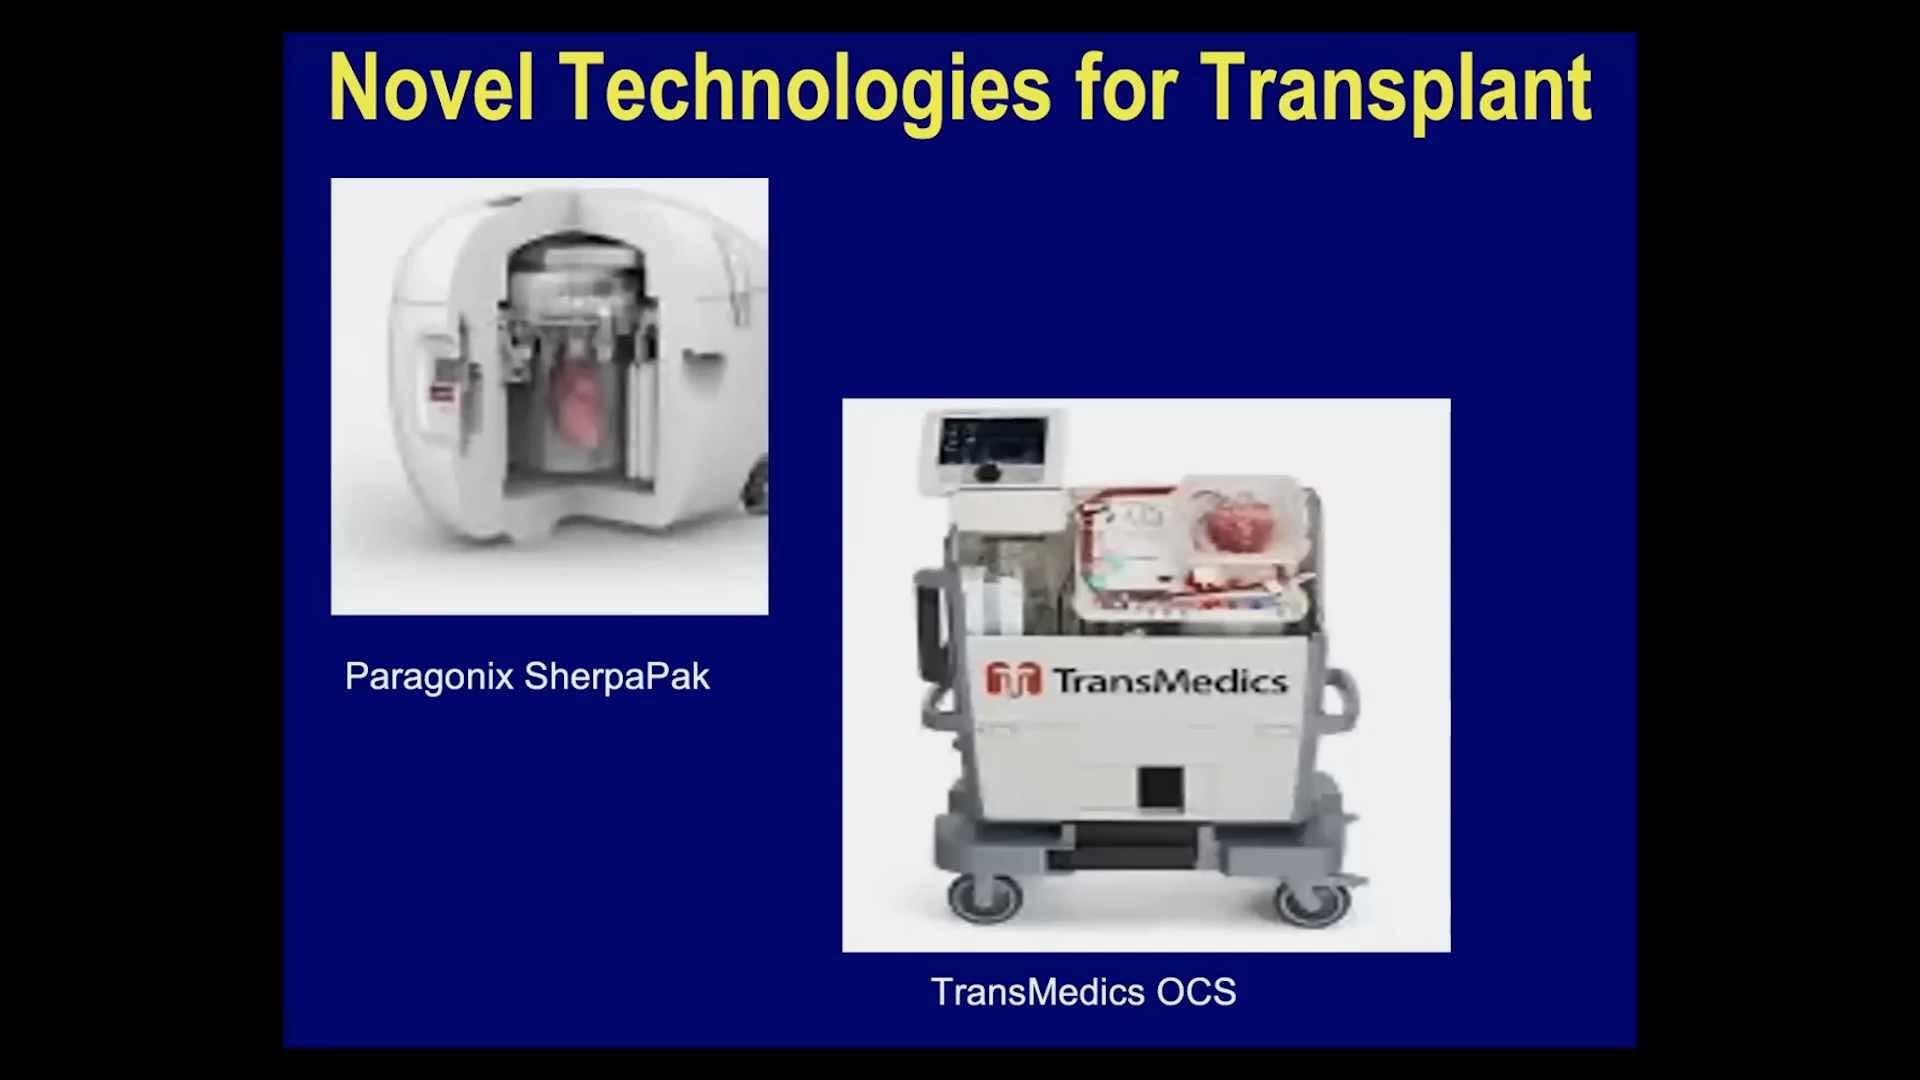 Novel Technologies for Transplant
Paragonix SherpaPak
TransMedics
TransMedics OCS